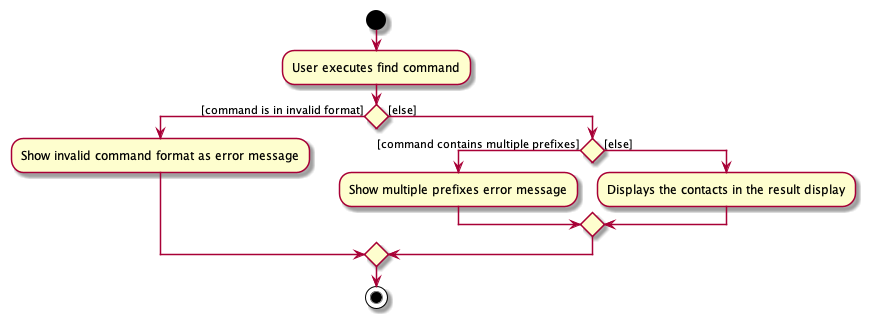 User executes find command
[command is in invalid format]
[else]
Show invalid command format as error message
[command contains multiple prefixes]
[else]
Show multiple prefixes error message
Displays the contacts in the result display